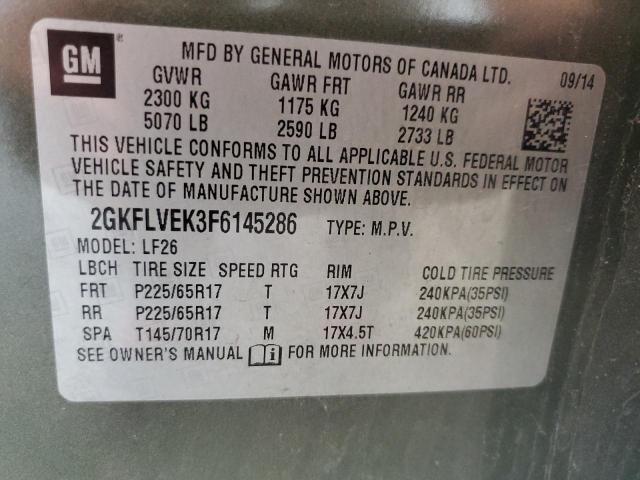 GM
MFD BY GENERAL MOTORS OF CANADA LTD.
09/14
GVWR GAWR FRT GAWR RR
2300 KG 1175 KG 1240 KG
5070 LB 2590 LB 2733 LB
THIS VEHICLE CONFORMS TO ALL APPLICABLE U.S. FEDERAL MOTOR
VEHICLE SAFETY AND THEFT PREVENTION STANDARDS IN EFFECT ON
THE DATE OF MANUFACTURE SHOWN ABOVE.
2GKFLVEK3F6145286 TYPE: M.P.V.
MODEL: LF26
LBCH TIRE SIZE SPEED RTG RIM COLD TIRE PRESSURE
FRT P225/65R17 T 17X7J 240KPA(35PSI)
RR P225/65R17 T 17X7J 240KPA(35PSI)
SPA T145/70R17 M 17X4.5T 420KPA(60PSI)
SEE OWNER'S MANUAL FOR MORE INFORMATION.